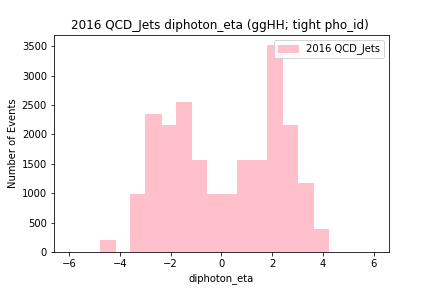 2016 QCD_Jets diphoton_eta (ggHH; tight pho_id)
2016 QCD_Jets
Number of Events
3500
3000
2500
2000
1500
1000
500
0
−6 −4 −2 0 2 4 6
diphoton_eta